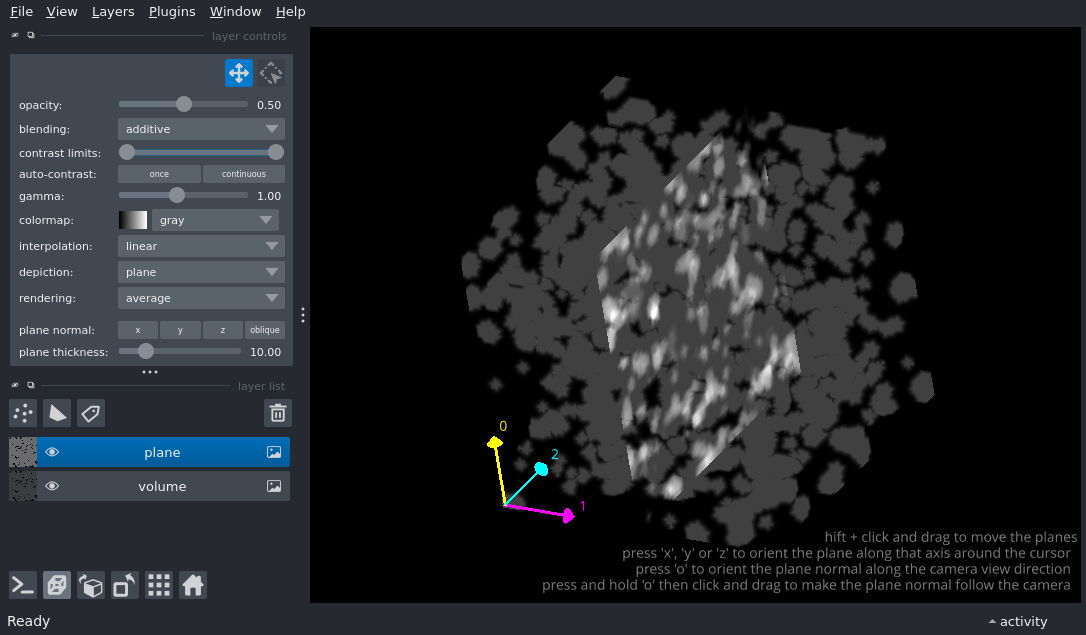 File View Layers Plugins Window Help
layer controls
opacity: 0.50
blending: additive
contrast limits:
auto-contrast: once continuous
gamma: 1.00
colormap: gray
interpolation: linear
depiction: plane
rendering: average
plane normal: x y z oblique
plane thickness: 10.00
layer list
plane
volume
0
2
1
hift + click and drag to move the planes
press 'x', 'y' or 'z' to orient the plane along that axis around the cursor
press 'o' to orient the plane normal along the camera view direction
press and hold 'o' then click and drag to make the plane normal follow the camera
Ready activity